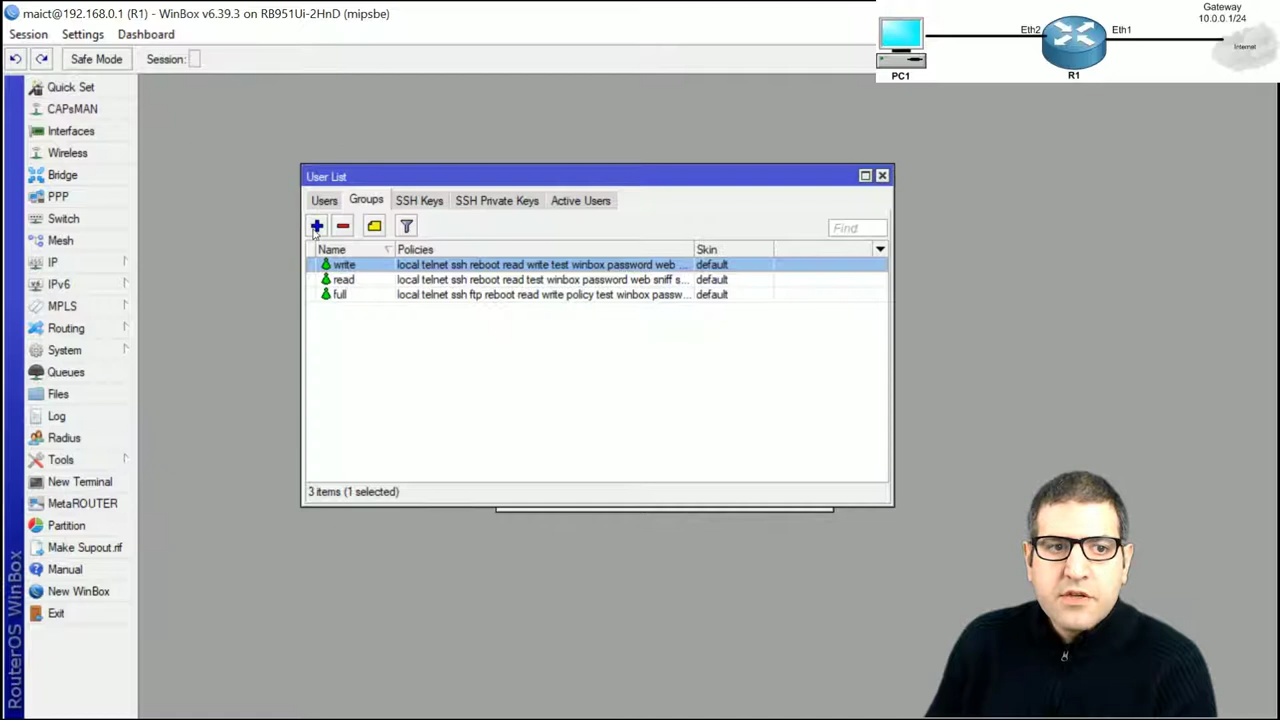 maict@192.168.0.1 (R1) - WinBox v6.39.3 on RB951Ui-2HnD (mipsbe)
Session Settings Dashboard
Safe Mode Session:
Gateway
10.0.0.1/24
Eth2
Eth1
Internet
PC1
R1
Quick Set
CAPsMAN
Interfaces
Wireless
Bridge
PPP
Switch
Mesh
IP
IPv6
MPLS
Routing
System
Queues
Files
Log
Radius
Tools
New Terminal
MetaROUTER
Partition
Make Supout.rif
Manual
New WinBox
Exit
RouterOS WinBox
User List
Users Groups SSH Keys SSH Private Keys Active Users
Find
Name Policies Skin
write local telnet ssh reboot read write test winbox password web ... default
read local telnet ssh reboot read test winbox password web sniff s... default
full local telnet ssh ftp reboot read write policy test winbox passw... default
3 items (1 selected)